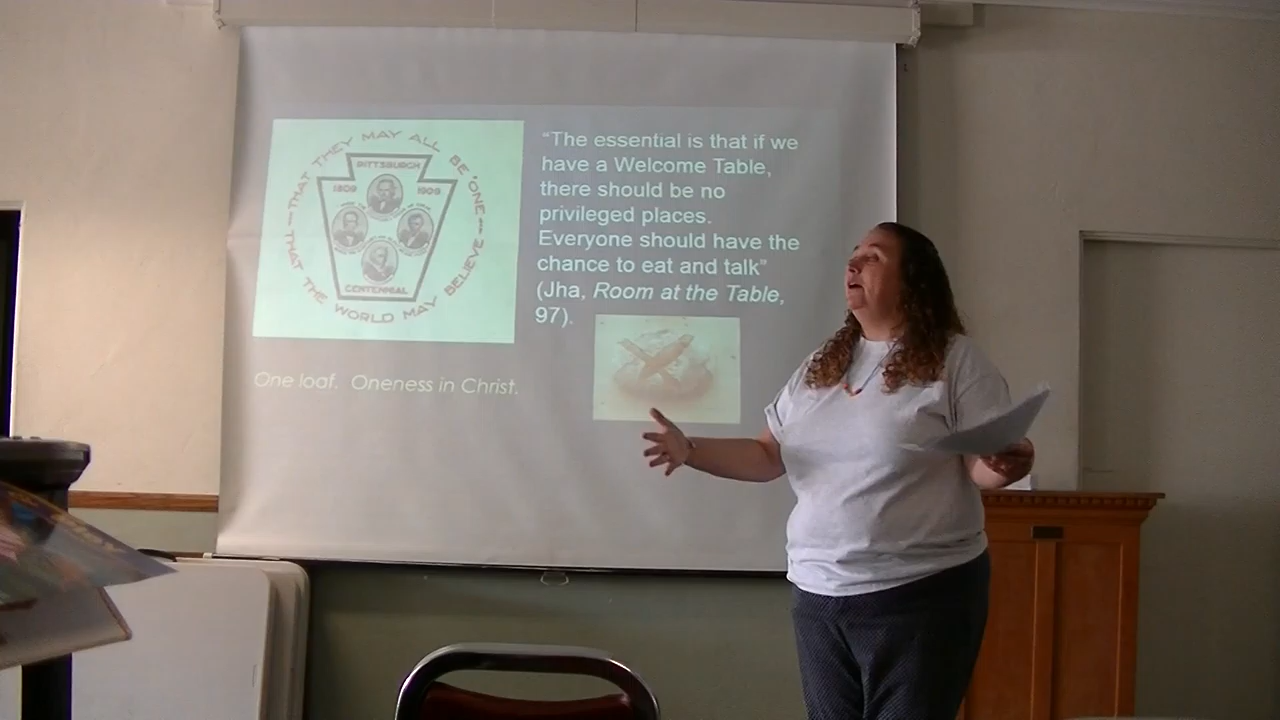 THAT THEY MAY ALL BE 'ONE'—
THAT THE WORLD MAY BELIEVE
PITTSBURGH
1809 1909
CENTENNIAL
"The essential is that if we
have a Welcome Table,
there should be no
privileged places.
Everyone should have the
chance to eat and talk"
(Jha, Room at the Table,
97).
One loaf. Oneness in Christ.